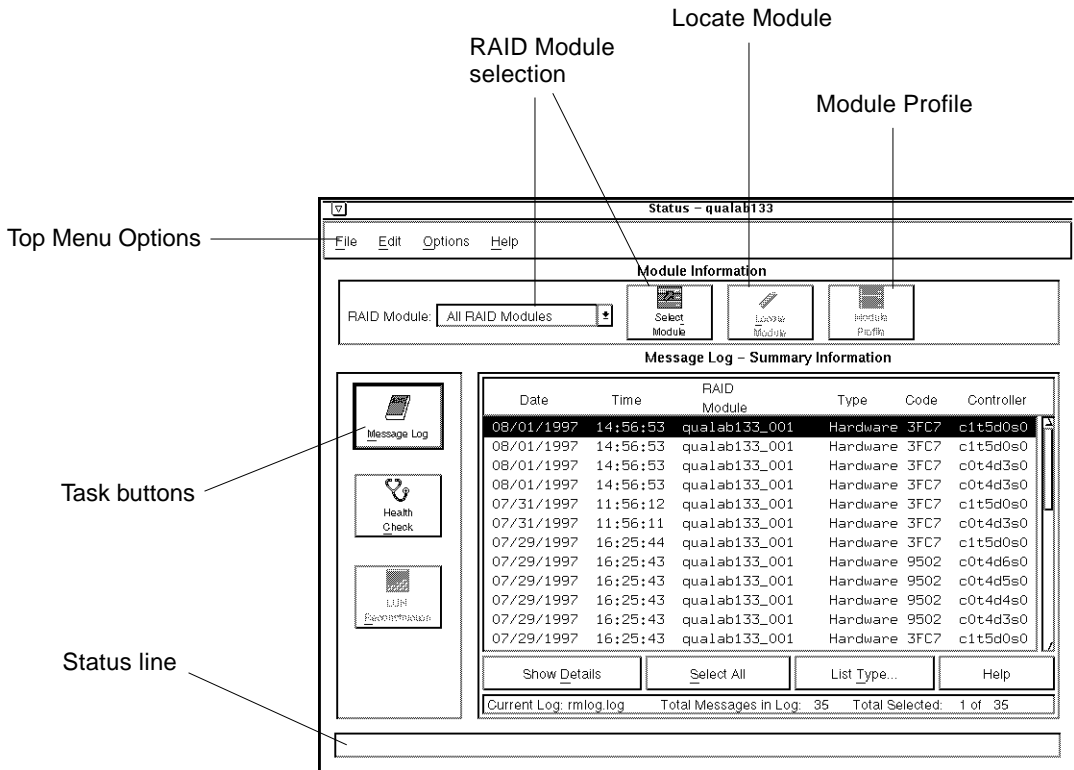 Locate Module
RAID Module
selection
Module Profile
Status – qualab133
Top Menu Options
File Edit Options Help
Module Information
RAID Module: All RAID Modules
Select
Module
Locate
Module
Module
Profile
Message Log – Summary Information
Message Log
Task buttons
Health
Check
LUN
Reconstruction
Date Time RAID Module Type Code Controller
08/01/1997 14:56:53 qualab133_001 Hardware 3FC7 c1t5d0s0
08/01/1997 14:56:53 qualab133_001 Hardware 3FC7 c1t5d0s0
08/01/1997 14:56:53 qualab133_001 Hardware 3FC7 c0t4d3s0
08/01/1997 14:56:53 qualab133_001 Hardware 3FC7 c0t4d3s0
07/31/1997 11:56:12 qualab133_001 Hardware 3FC7 c1t5d0s0
07/31/1997 11:56:11 qualab133_001 Hardware 3FC7 c0t4d3s0
07/29/1997 16:25:44 qualab133_001 Hardware 3FC7 c1t5d0s0
07/29/1997 16:25:43 qualab133_001 Hardware 9502 c0t4d6s0
07/29/1997 16:25:43 qualab133_001 Hardware 9502 c0t4d5s0
07/29/1997 16:25:43 qualab133_001 Hardware 9502 c0t4d4s0
07/29/1997 16:25:43 qualab133_001 Hardware 9502 c0t4d3s0
07/29/1997 16:25:43 qualab133_001 Hardware 3FC7 c1t5d0s0
Show Details Select All List Type... Help
Current Log: rmlog.log Total Messages in Log: 35 Total Selected: 1 of 35
Status line